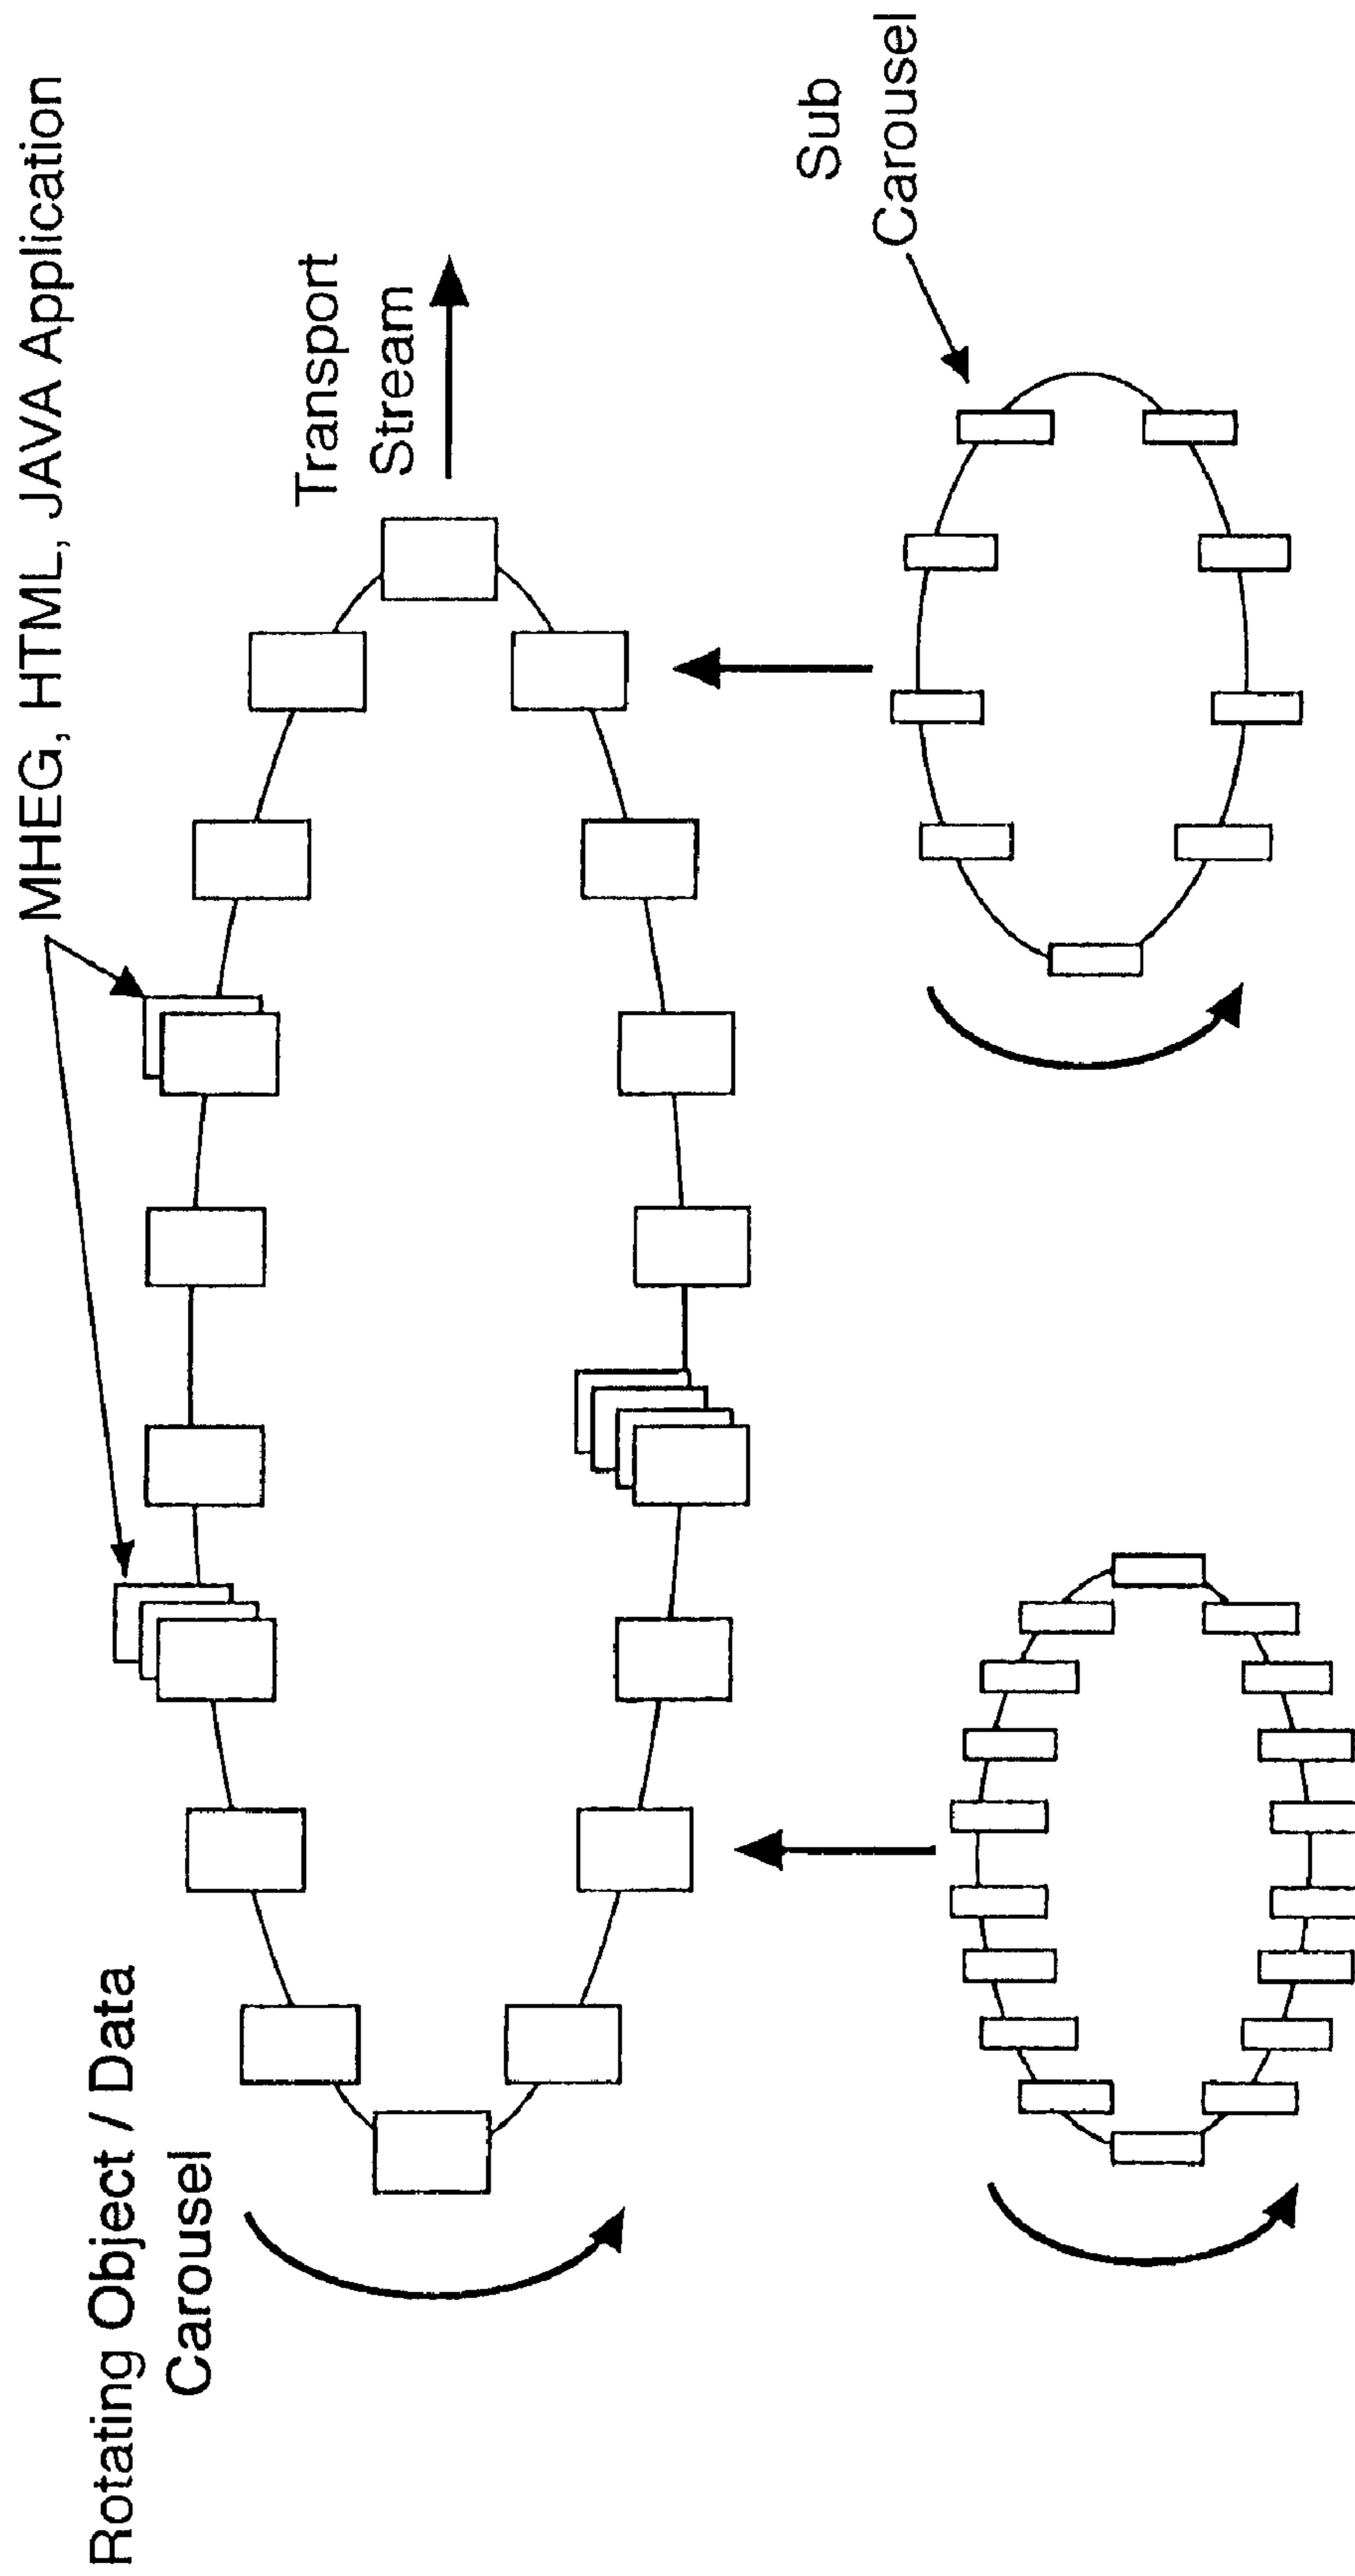 Rotating Object / Data
Carousel
MHEG, HTML, JAVA Application
Transport
Stream
Sub
Carousel